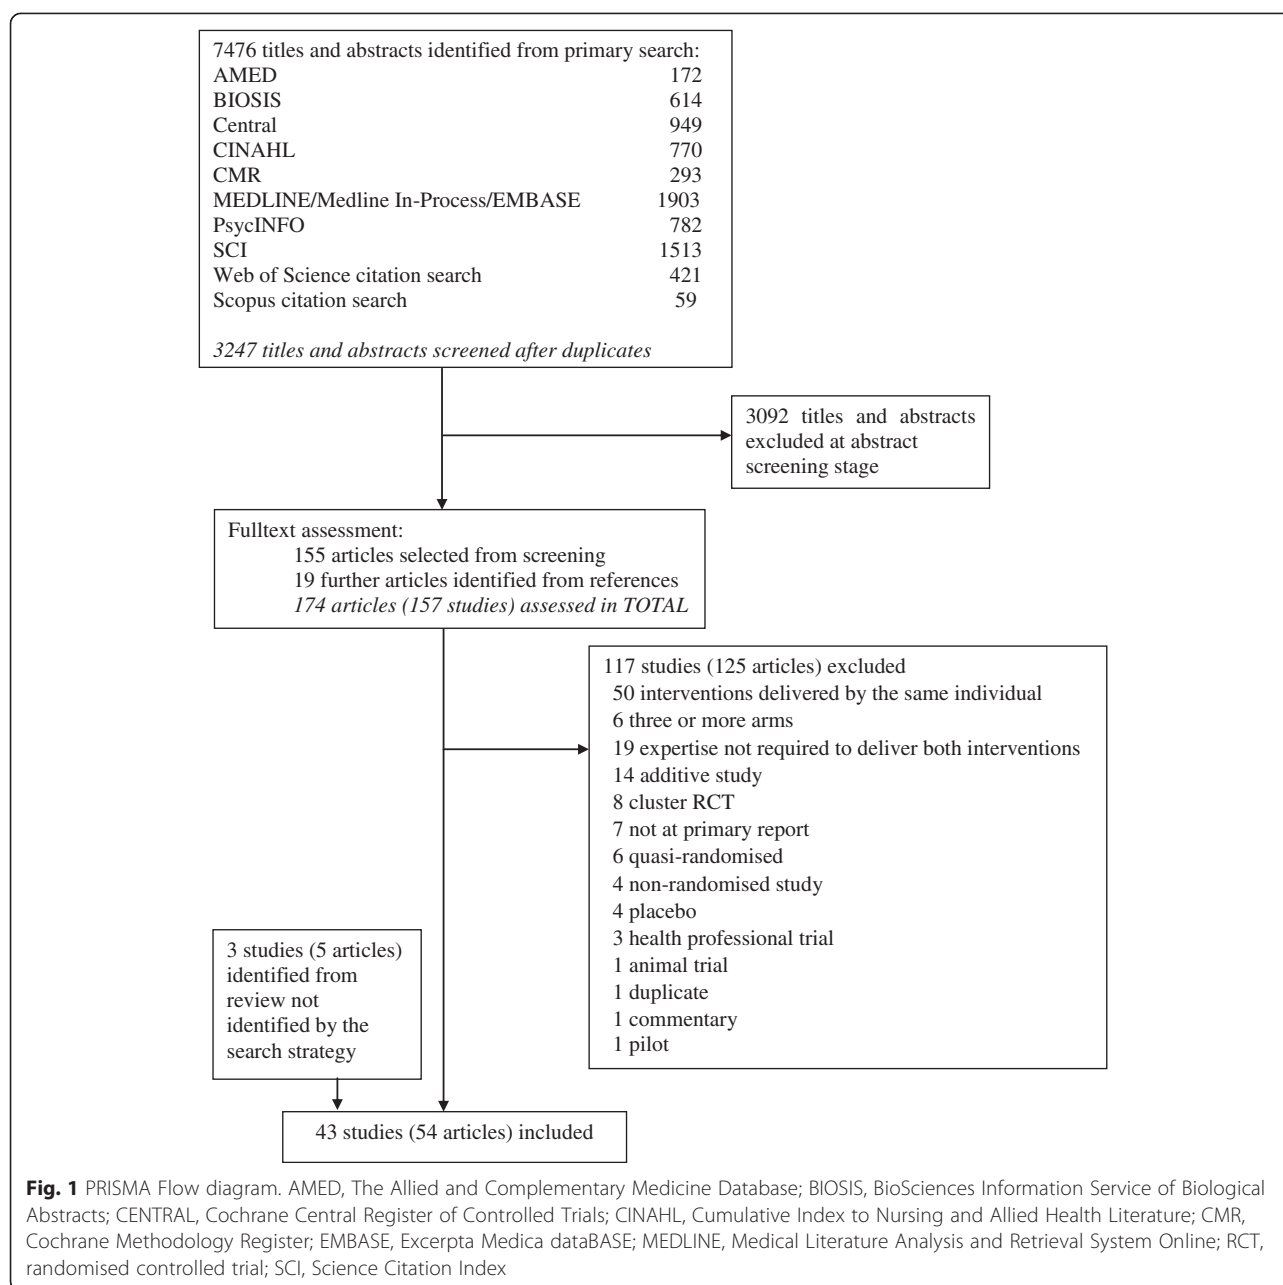 7476 titles and abstracts identified from primary search:
AMED 172
BIOSIS 614
Central 949
CINAHL 770
CMR 293
MEDLINE/Medline In-Process/EMBASE 1903
PsycINFO 782
SCI 1513
Web of Science citation search 421
Scopus citation search 59
3247 titles and abstracts screened after duplicates
3092 titles and abstracts
excluded at abstract
screening stage
Fulltext assessment:
155 articles selected from screening
19 further articles identified from references
174 articles (157 studies) assessed in TOTAL
117 studies (125 articles) excluded
50 interventions delivered by the same individual
6 three or more arms
19 expertise not required to deliver both interventions
14 additive study
8 cluster RCT
7 not at primary report
6 quasi-randomised
4 non-randomised study
4 placebo
3 health professional trial
1 animal trial
1 duplicate
1 commentary
1 pilot
3 studies (5 articles)
identified from
review not
identified by the
search strategy
43 studies (54 articles) included
Fig. 1 PRISMA Flow diagram. AMED, The Allied and Complementary Medicine Database; BIOSIS, BioSciences Information Service of Biological
Abstracts; CENTRAL, Cochrane Central Register of Controlled Trials; CINAHL, Cumulative Index to Nursing and Allied Health Literature; CMR,
Cochrane Methodology Register; EMBASE, Excerpta Medica dataBASE; MEDLINE, Medical Literature Analysis and Retrieval System Online; RCT,
randomised controlled trial; SCI, Science Citation Index